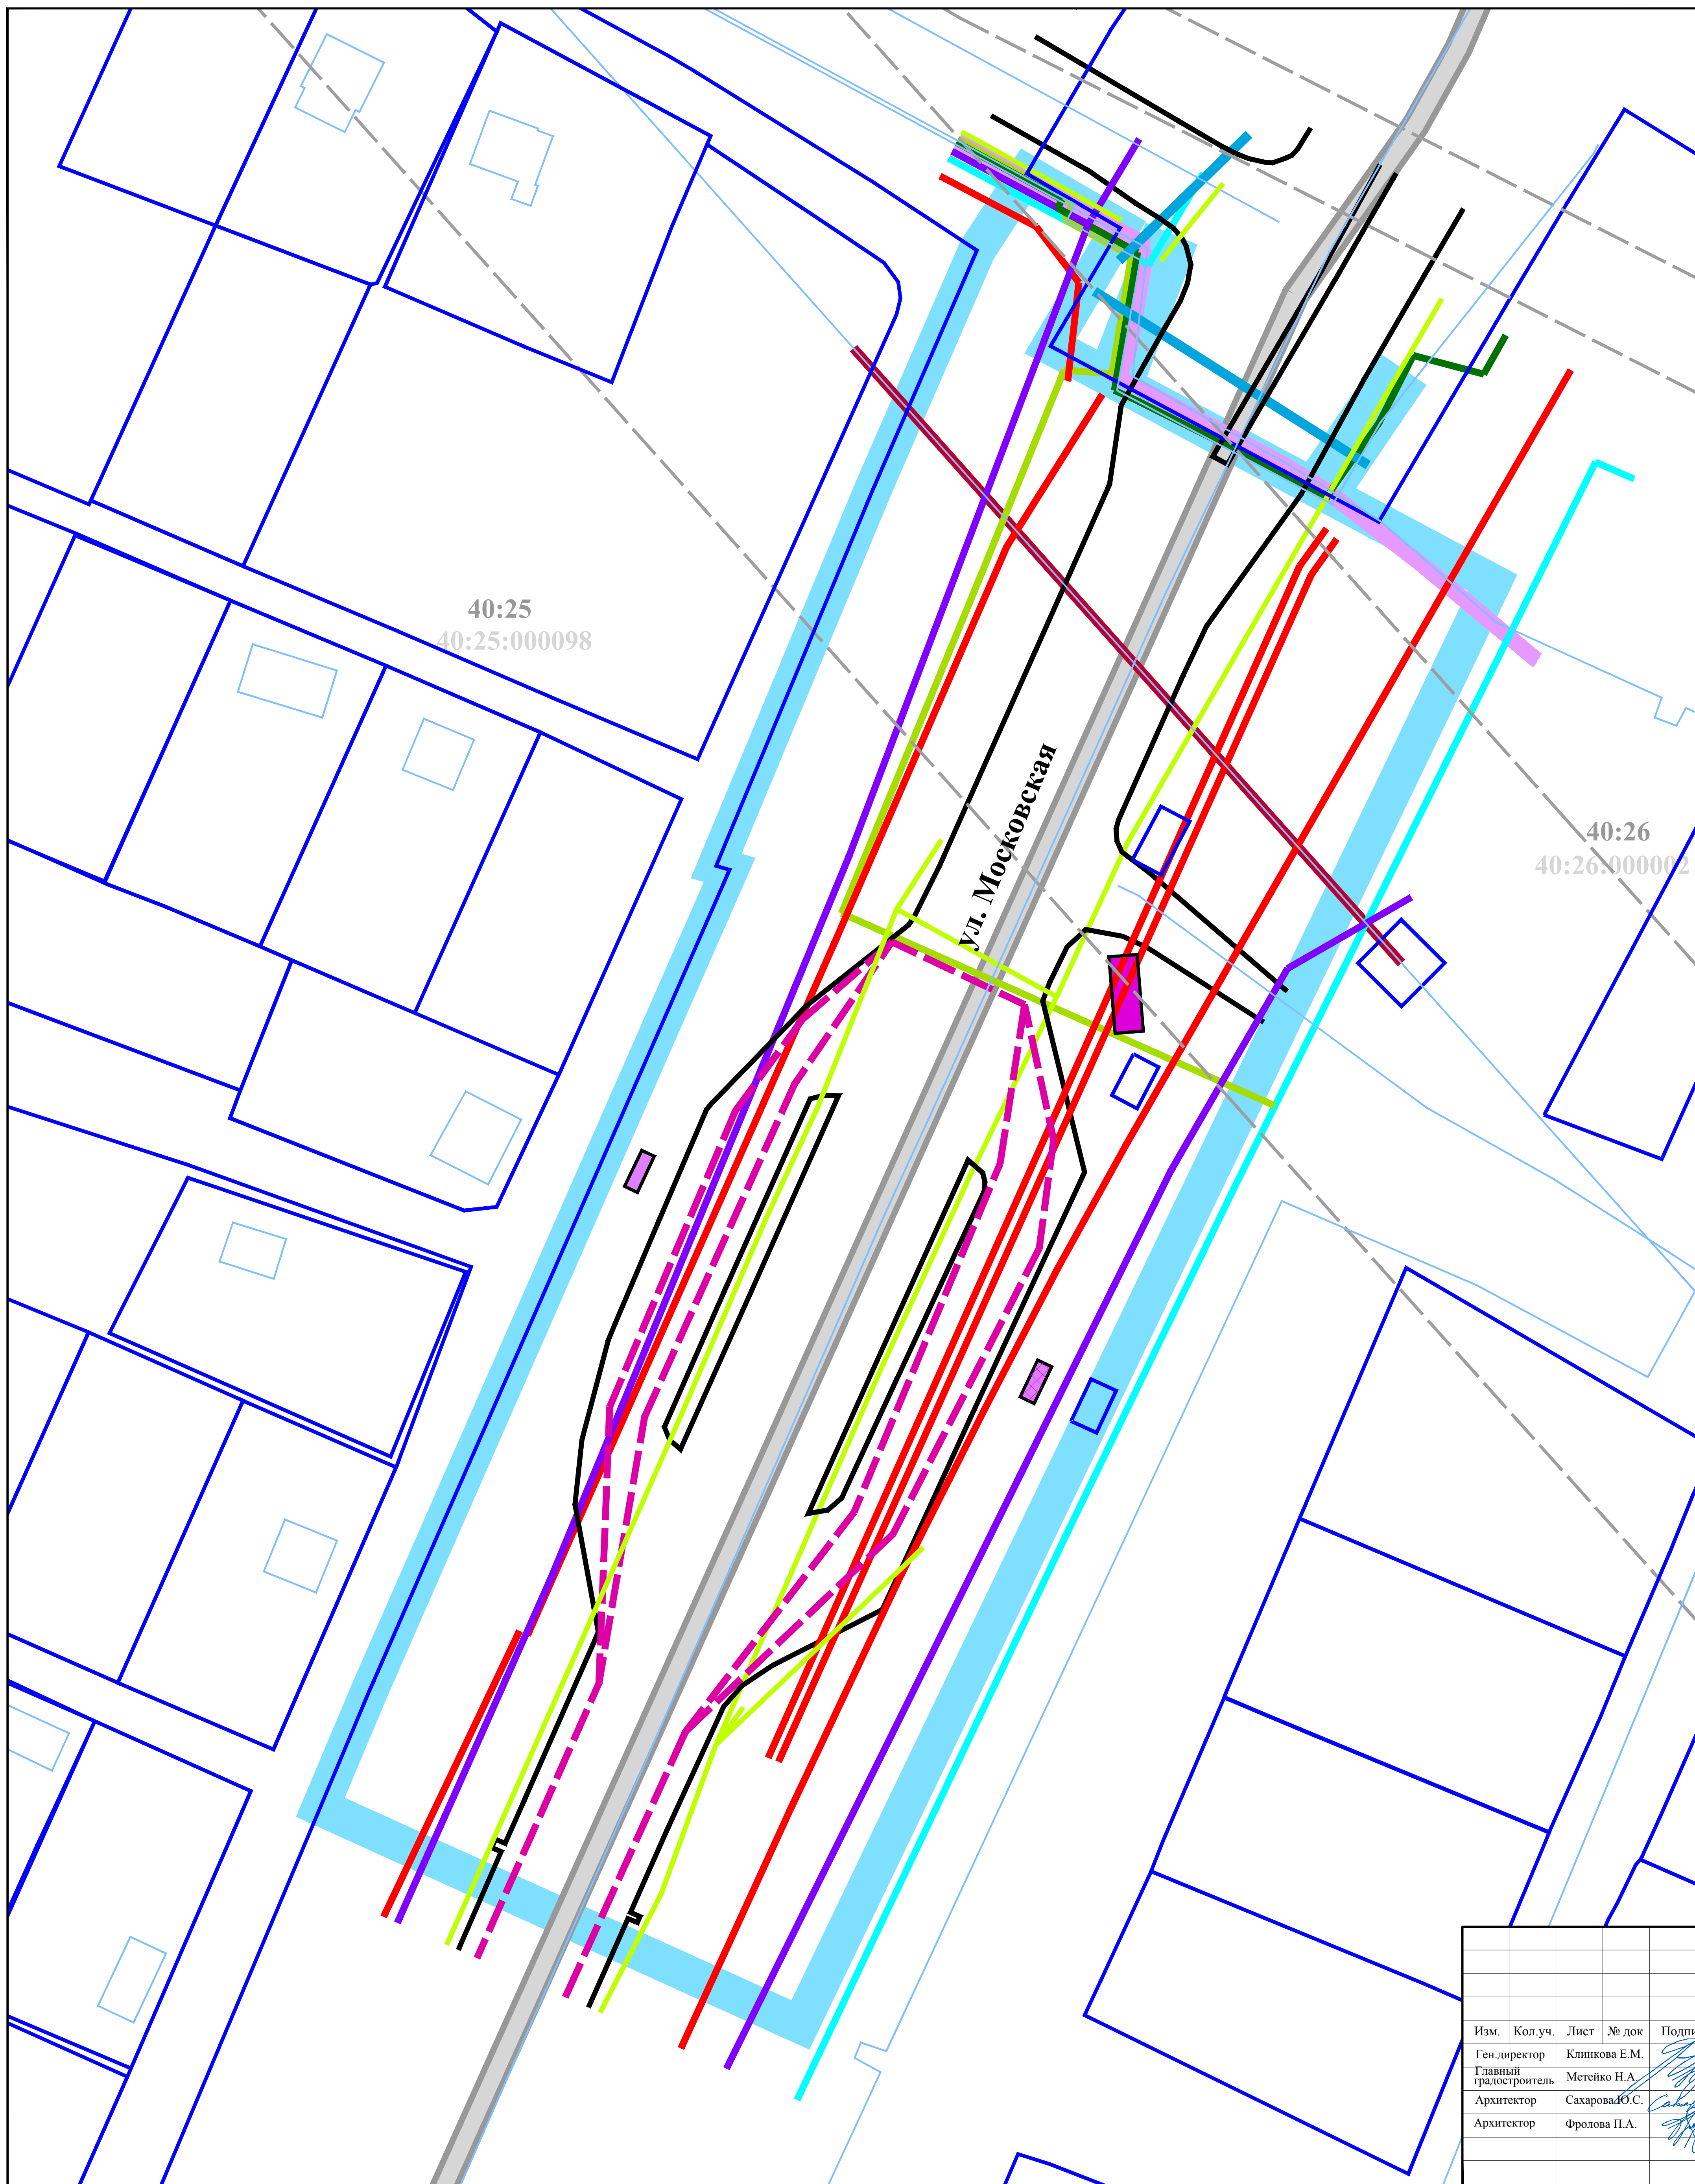 40:25
40:25:000098
ул. Московская
40:26
40:26:000002
Изм. Кол.уч. Лист № док
Ген.директор Клинкова Е.М.
Главный градостроитель Метейко Н.А.
Архитектор Сахарова Ю.С.
Архитектор Фролова П.А.